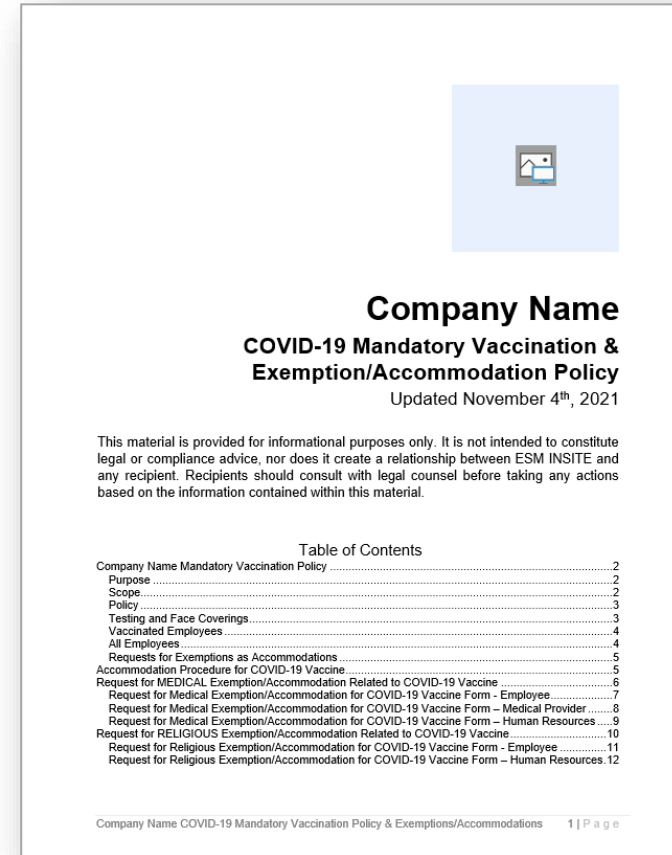 Company Name
COVID-19 Mandatory Vaccination &
Exemption/Accommodation Policy
Updated November 4th, 2021
This material is provided for informational purposes only. It is not intended to constitute
legal or compliance advice, nor does it create a relationship between ESM INSITE and
any recipient. Recipients should consult with legal counsel before taking any actions
based on the information contained within this material.
Table of Contents
Company Name Mandatory Vaccination Policy ........................................................2
Purpose ........................................................2
Scope........................................................2
Policy ........................................................3
Testing and Face Coverings........................................................3
Vaccinated Employees ........................................................4
All Employees ........................................................4
Requests for Exemptions as Accommodations ........................................................5
Accommodation Procedure for COVID-19 Vaccine........................................................5
Request for MEDICAL Exemption/Accommodation Related to COVID-19 Vaccine ................................6
Request for Medical Exemption/Accommodation for COVID-19 Vaccine Form - Employee....................7
Request for Medical Exemption/Accommodation for COVID-19 Vaccine Form – Medical Provider ........8
Request for Medical Exemption/Accommodation for COVID-19 Vaccine Form – Human Resources .....9
Request for RELIGIOUS Exemption/Accommodation Related to COVID-19 Vaccine..............................10
Request for Religious Exemption/Accommodation for COVID-19 Vaccine Form - Employee ...............11
Request for Religious Exemption/Accommodation for COVID-19 Vaccine Form – Human Resources.12
Company Name COVID-19 Mandatory Vaccination Policy & Exemptions/Accommodations 1 | Page